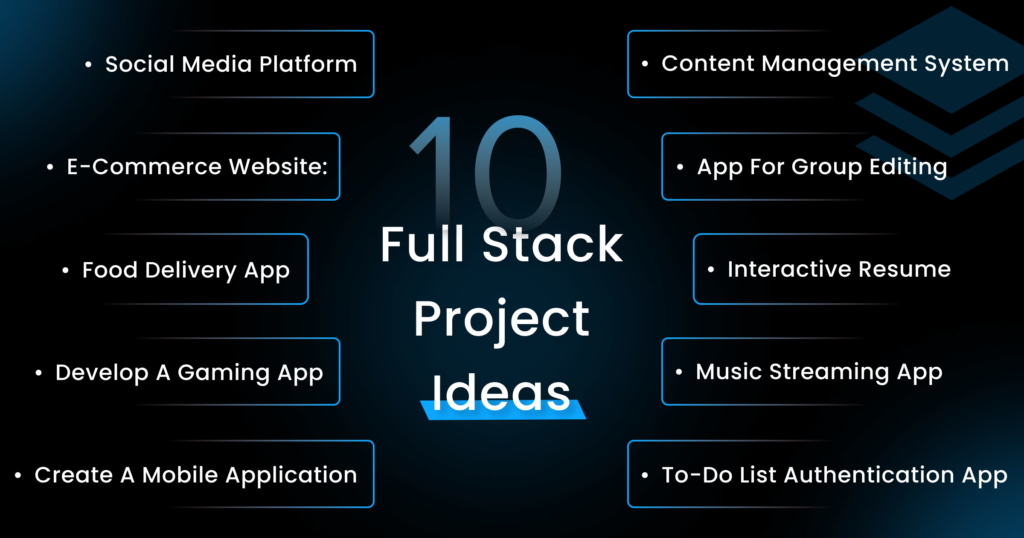 10
Full Stack
Project
Ideas
• Social Media Platform
• E-Commerce Website:
• Food Delivery App
• Develop A Gaming App
• Create A Mobile Application
• Content Management System
• App For Group Editing
• Interactive Resume
• Music Streaming App
• To-Do List Authentication App